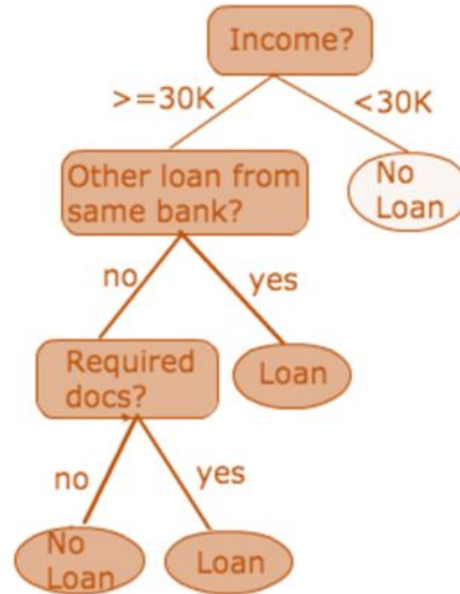 Income?
>=30K
<30K
Other loan from
same bank?
No
Loan
no
yes
Required
docs?
Loan
no
yes
No
Loan
Loan